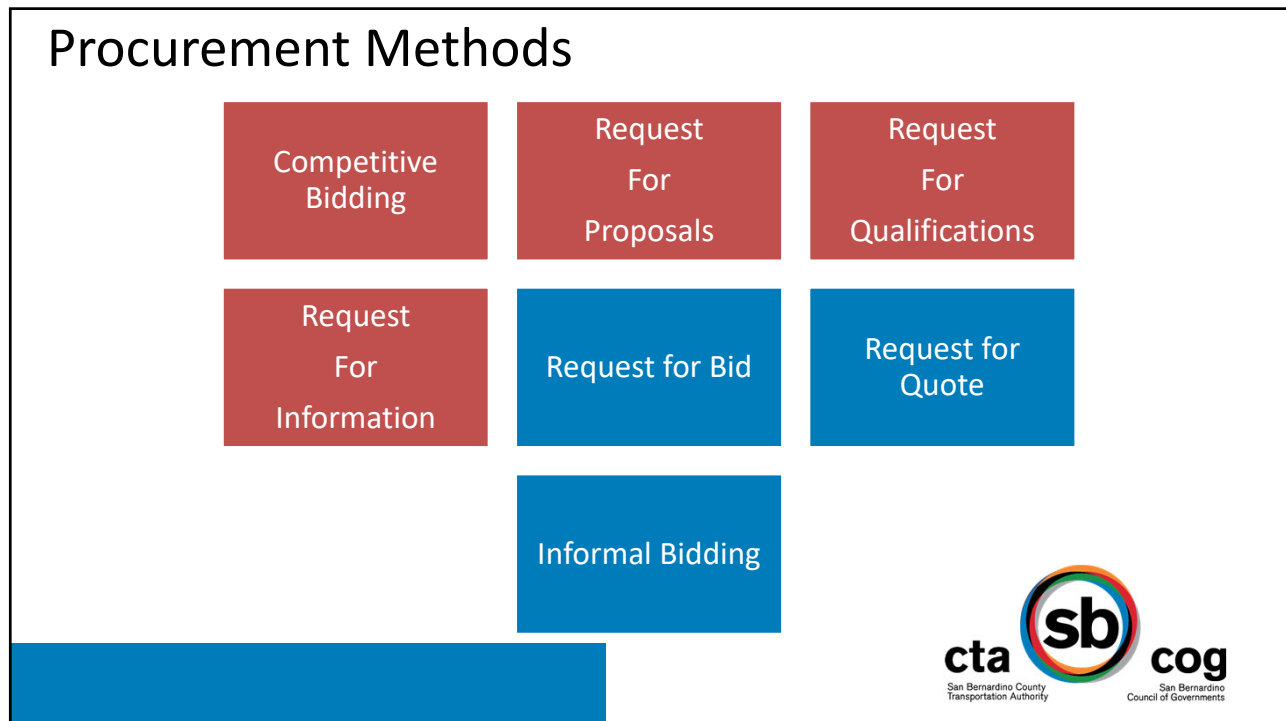 Procurement Methods
Competitive
Bidding
Request
For
Proposals
Request
For
Qualifications
Request
For
Information
Request for Bid
Request for
Quote
Informal Bidding
cta
San Bernardino County
Transportation Authority
sb
cog
San Bernardino
Council of Governments